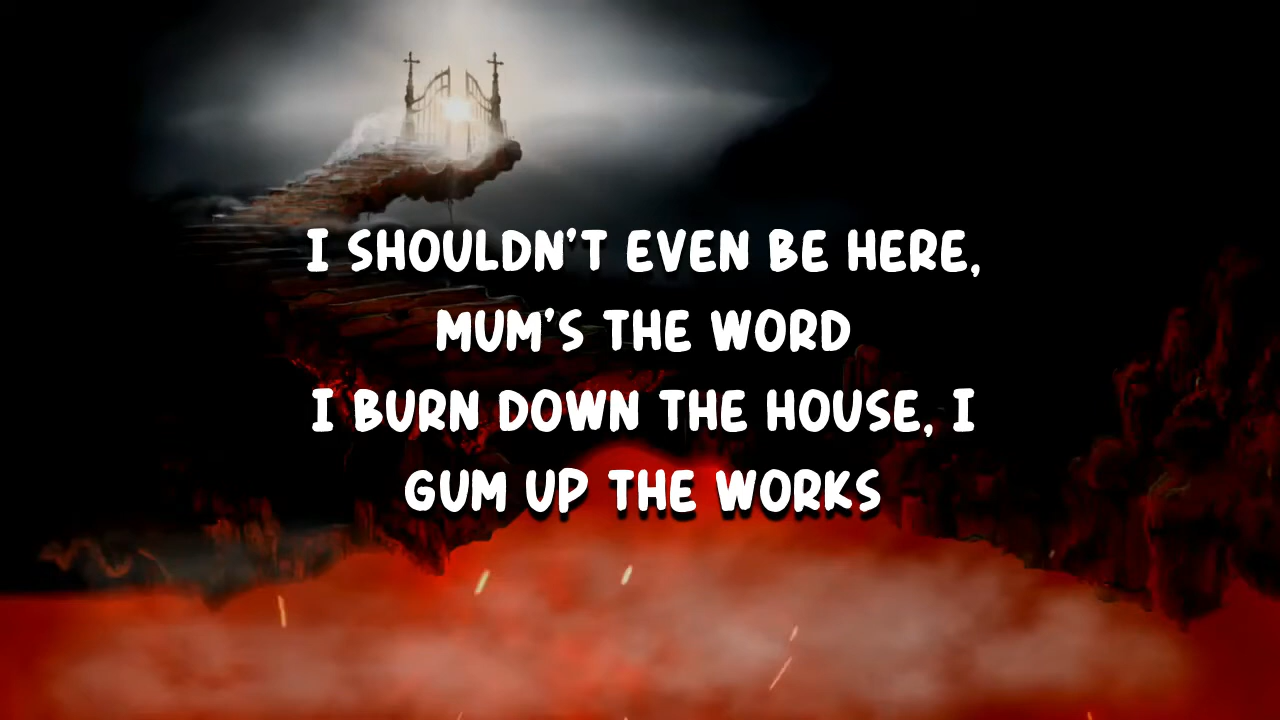 I SHOULDN'T EVEN BE HERE,
MUM'S THE WORD
I BURN DOWN THE HOUSE, I
GUM UP THE WORKS